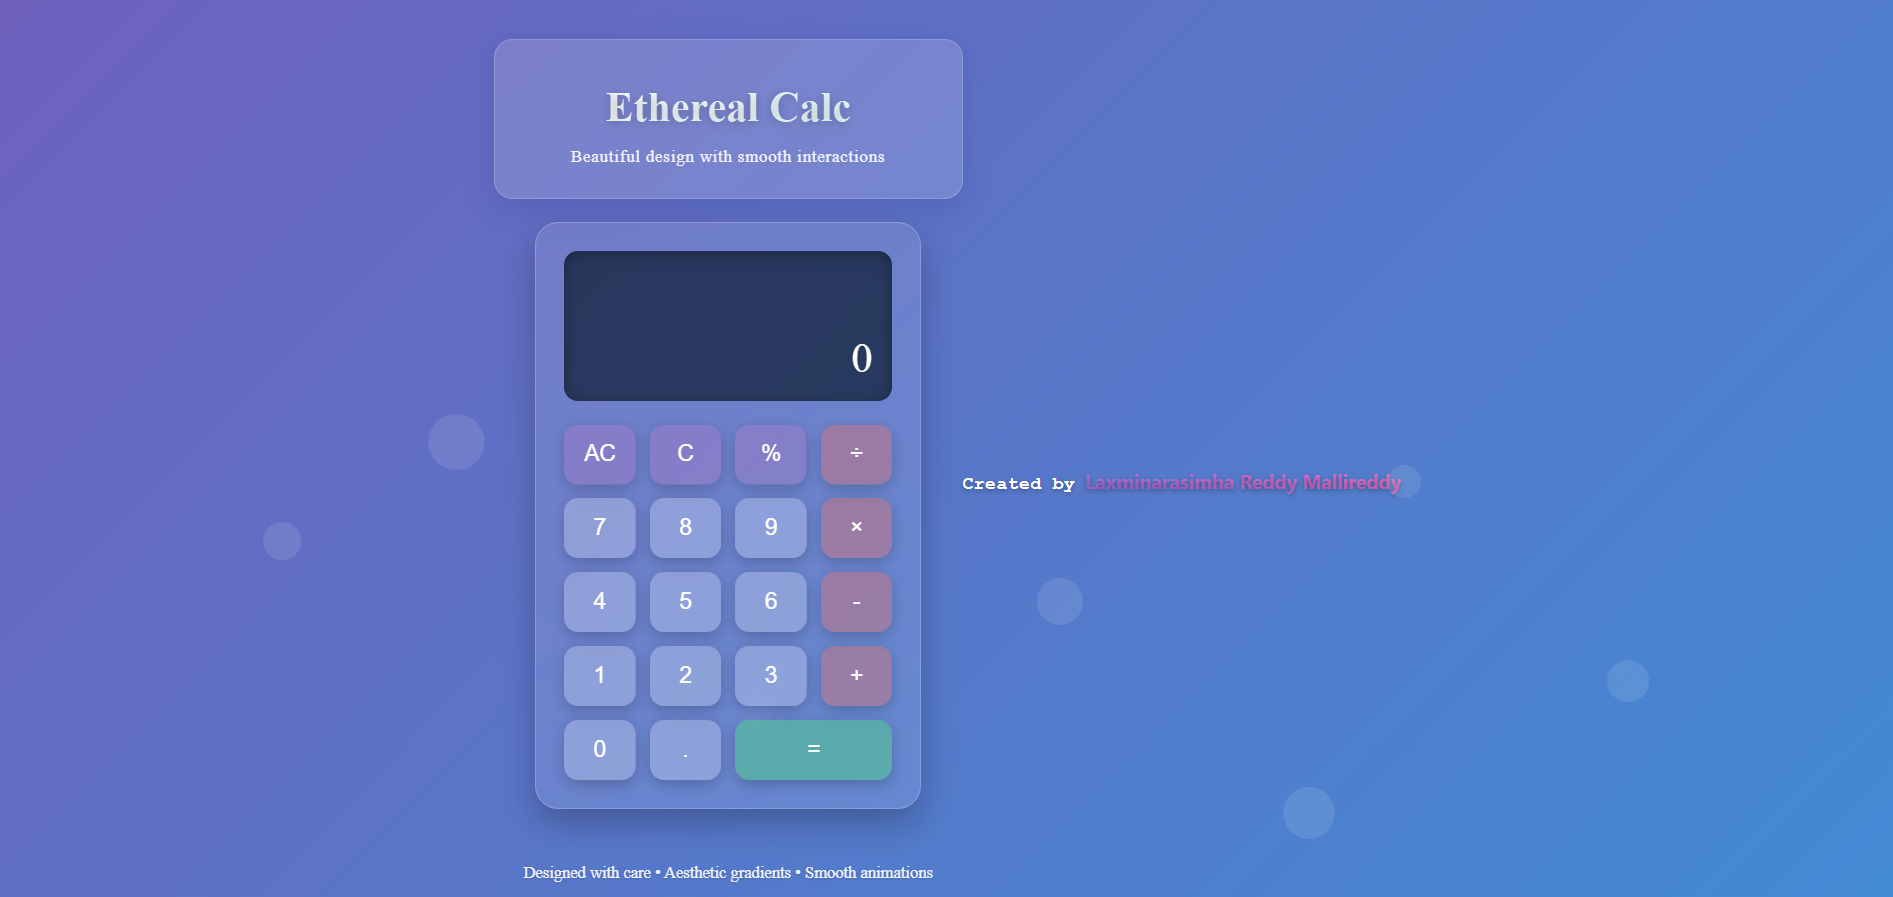 Ethereal Calc
Beautiful design with smooth interactions
0
AC C % ÷
7 8 9 ×
4 5 6 -
1 2 3 +
0 . =
Created by Laxminarasimha Reddy Mallireddy
Designed with care • Aesthetic gradients • Smooth animations